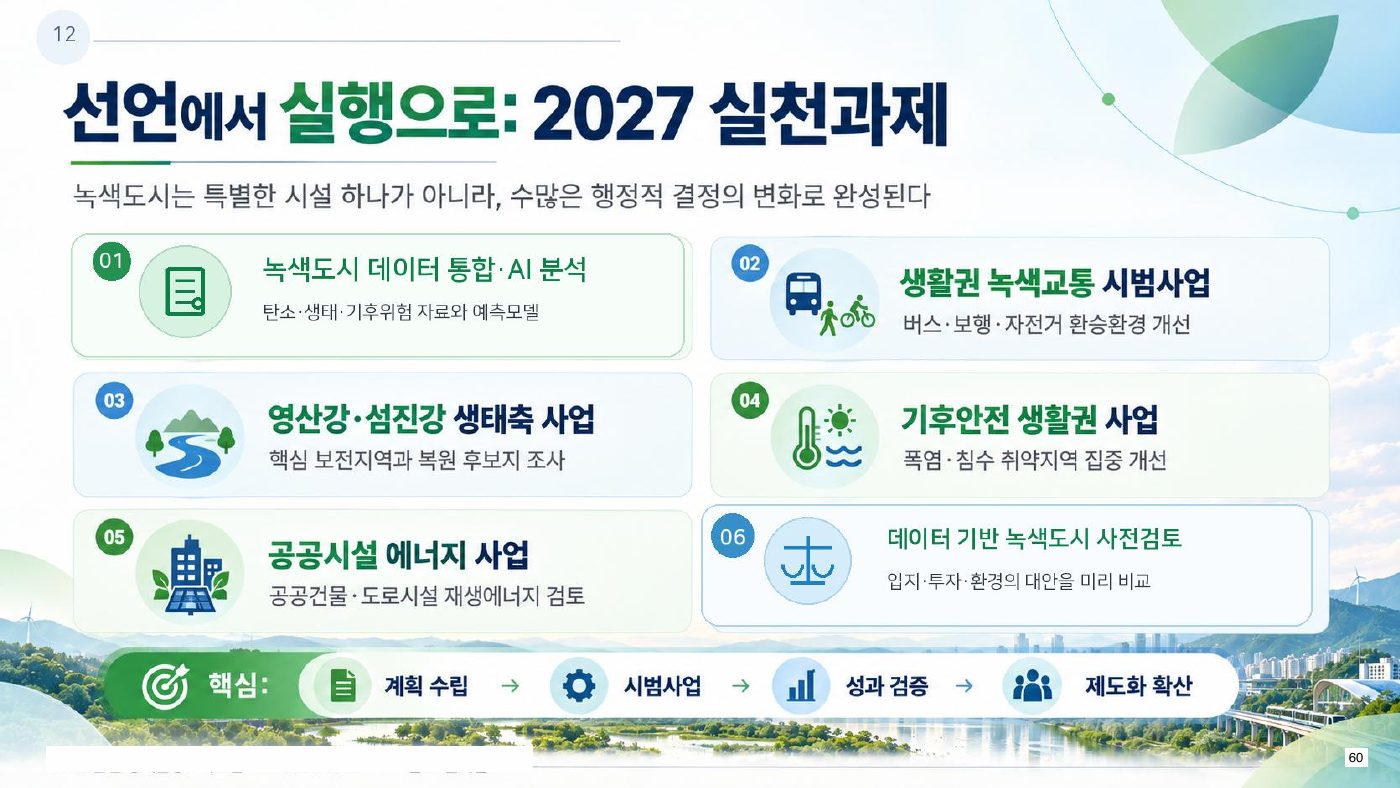 12
선언에서 실행으로: 2027 실천과제
녹색도시는 특별한 시설 하나가 아니라, 수많은 행정적 결정의 변화로 완성된다
01
녹색도시 데이터 통합·AI 분석
탄소·생태·기후위험 자료와 예측모델
02
생활권 녹색교통 시범사업
버스·보행·자전거 환승환경 개선
03
영산강·섬진강 생태축 사업
핵심 보전지역과 복원 후보지 조사
04
기후안전 생활권 사업
폭염·침수 취약지역 집중 개선
05
공공시설 에너지 사업
공공건물·도로시설 재생에너지 검토
06
데이터 기반 녹색도시 사전검토
입지·투자·환경의 대안을 미리 비교
핵심: 계획 수립 → 시범사업 → 성과 검증 → 제도화 확산
60